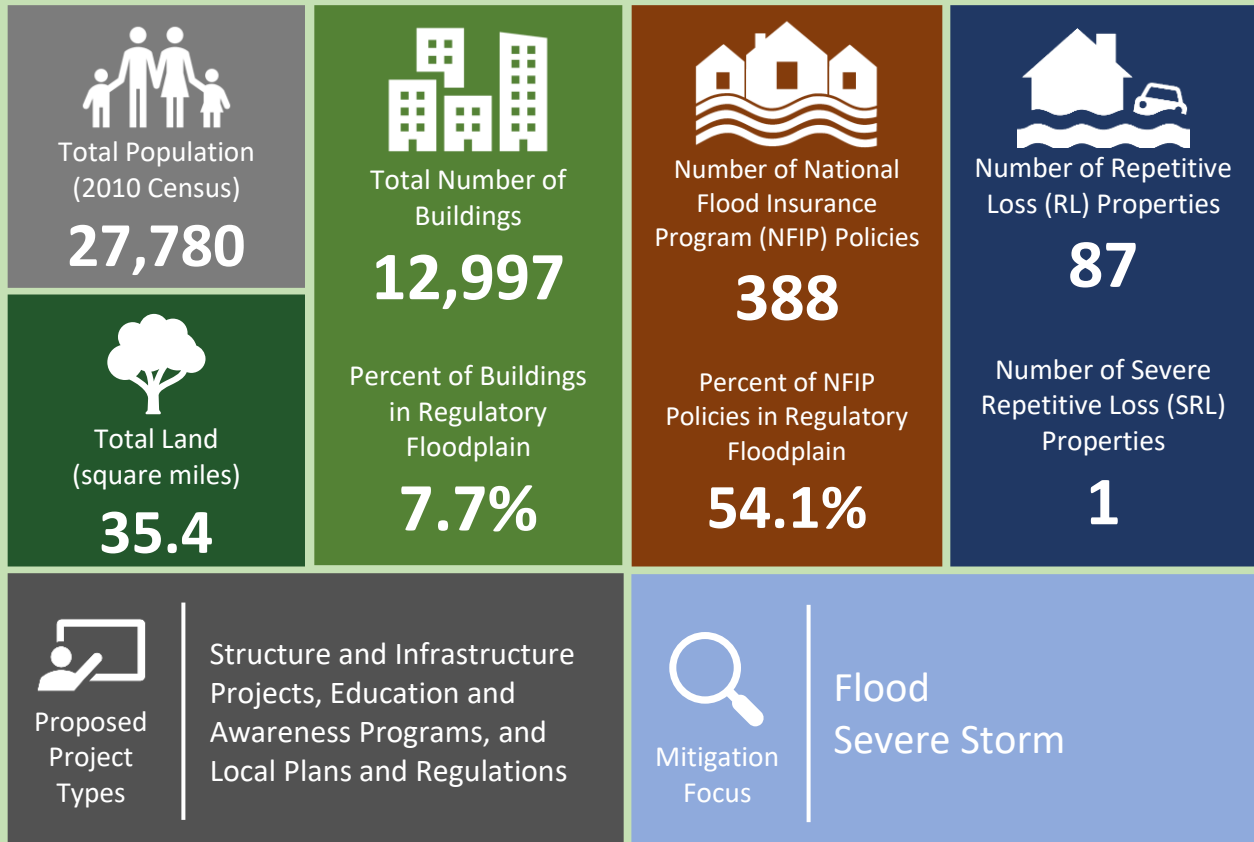 Total Population
(2010 Census)
27,780
Total Land
(square miles)
35.4
Total Number of
Buildings
12,997
Percent of Buildings
in Regulatory
Floodplain
7.7%
Number of National
Flood Insurance
Program (NFIP) Policies
388
Percent of NFIP
Policies in Regulatory
Floodplain
54.1%
Number of Repetitive
Loss (RL) Properties
87
Number of Severe
Repetitive Loss (SRL)
Properties
1
Proposed
Project
Types
Structure and Infrastructure
Projects, Education and
Awareness Programs, and
Local Plans and Regulations
Mitigation
Focus
Flood
Severe Storm